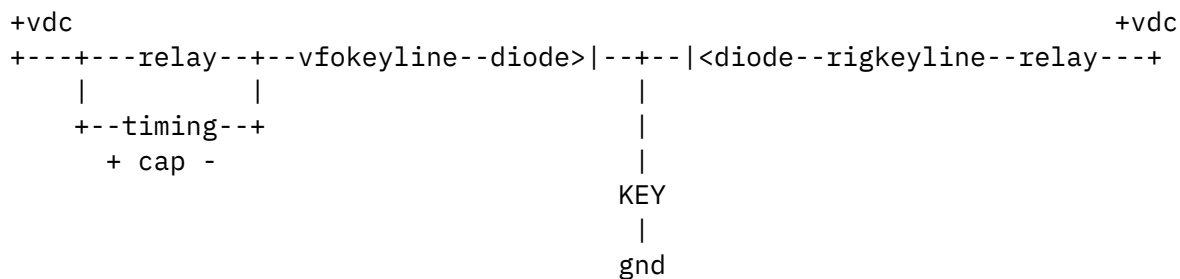 +vdc                                                                   +vdc
+---+---relay--+--vfokeyline--diode>|--+--|<diode--rigkeyline--relay---+
    |          |                       |
    +--timing--+                       |
      + cap -                          |
                                      KEY
                                       |
                                      gnd